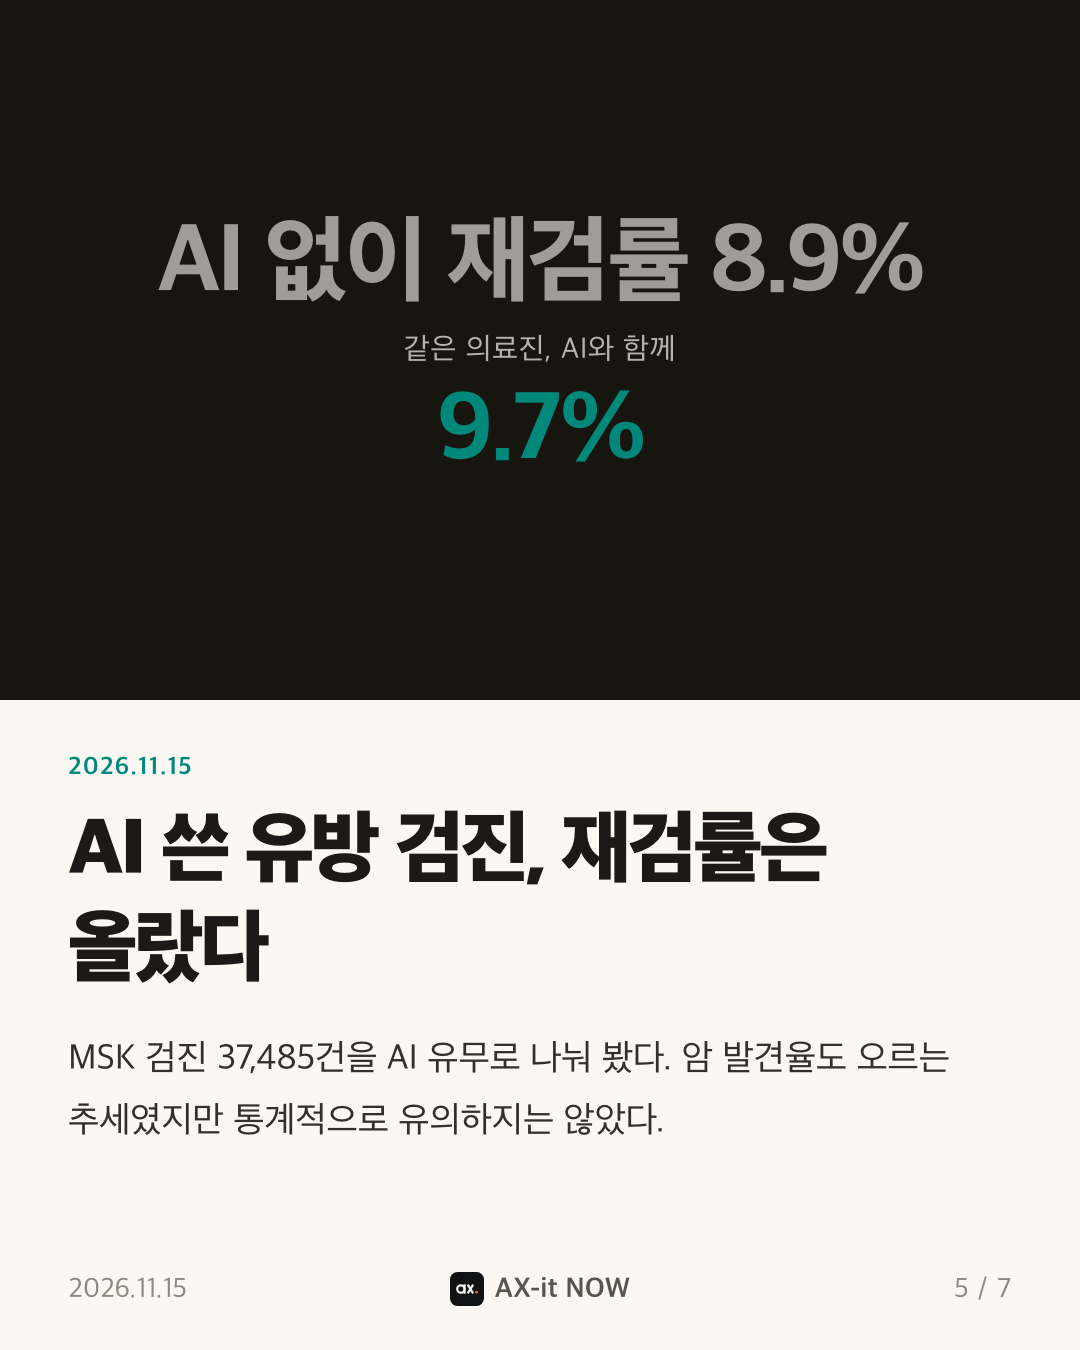 AI 없이 재검률 8.9%
같은 의료진, AI와 함께
9.7%
2026.11.15
AI 쓴 유방 검진, 재검률은
올랐다
MSK 검진 37,485건을 AI 유무로 나눠 봤다. 암 발견율도 오르는
추세였지만 통계적으로 유의하지는 않았다.
2026.11.15
ax. AX-it NOW
5 / 7